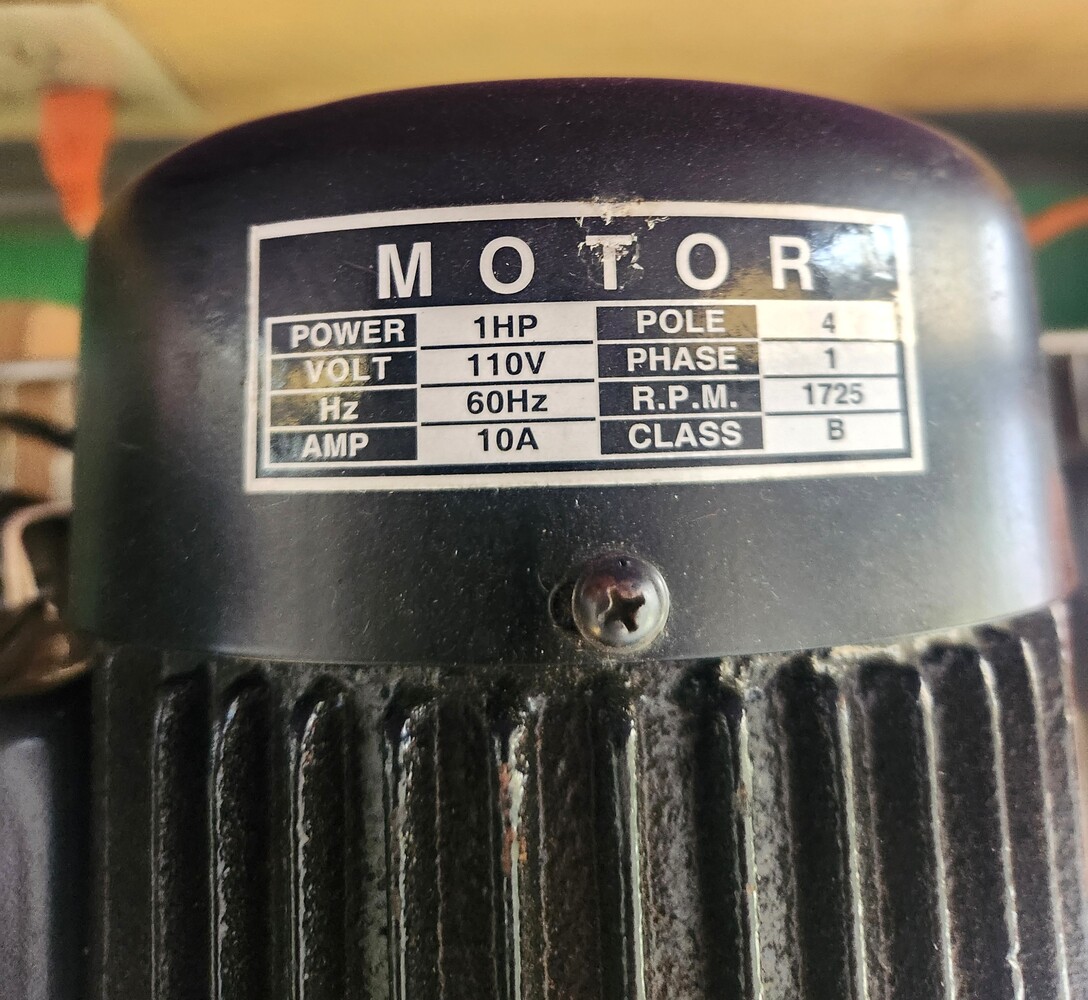 MOTOR
POWER 1HP POLE 4
VOLT 110V PHASE 1
Hz 60Hz R.P.M. 1725
AMP 10A CLASS B